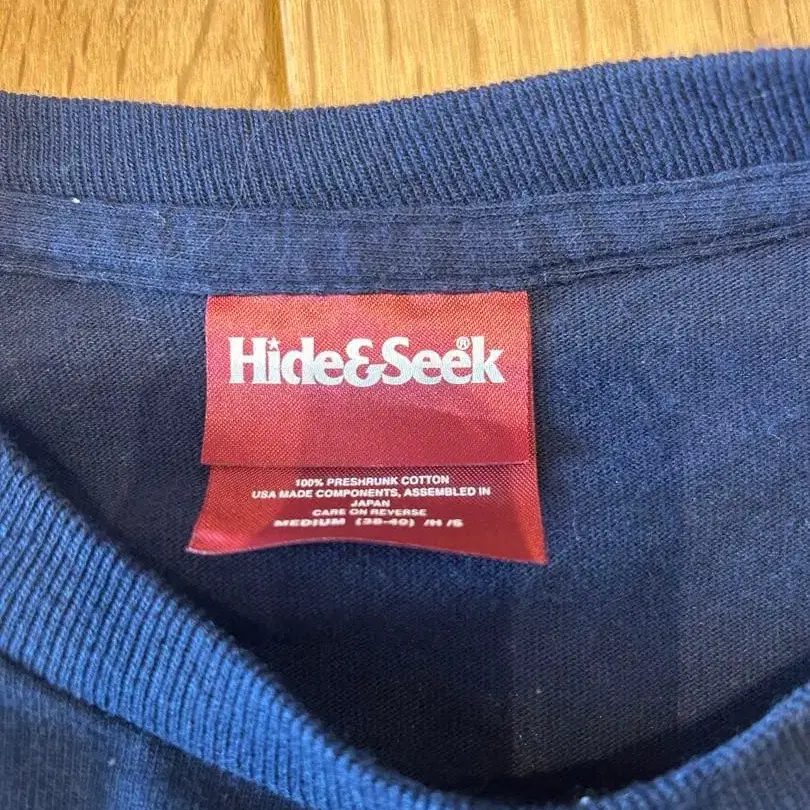 Hide&Seek®
100% PRESHRUNK COTTON
USA MADE COMPONENTS, ASSEMBLED IN
JAPAN
CARE ON REVERSE
MEDIUM (38-40) /H /S